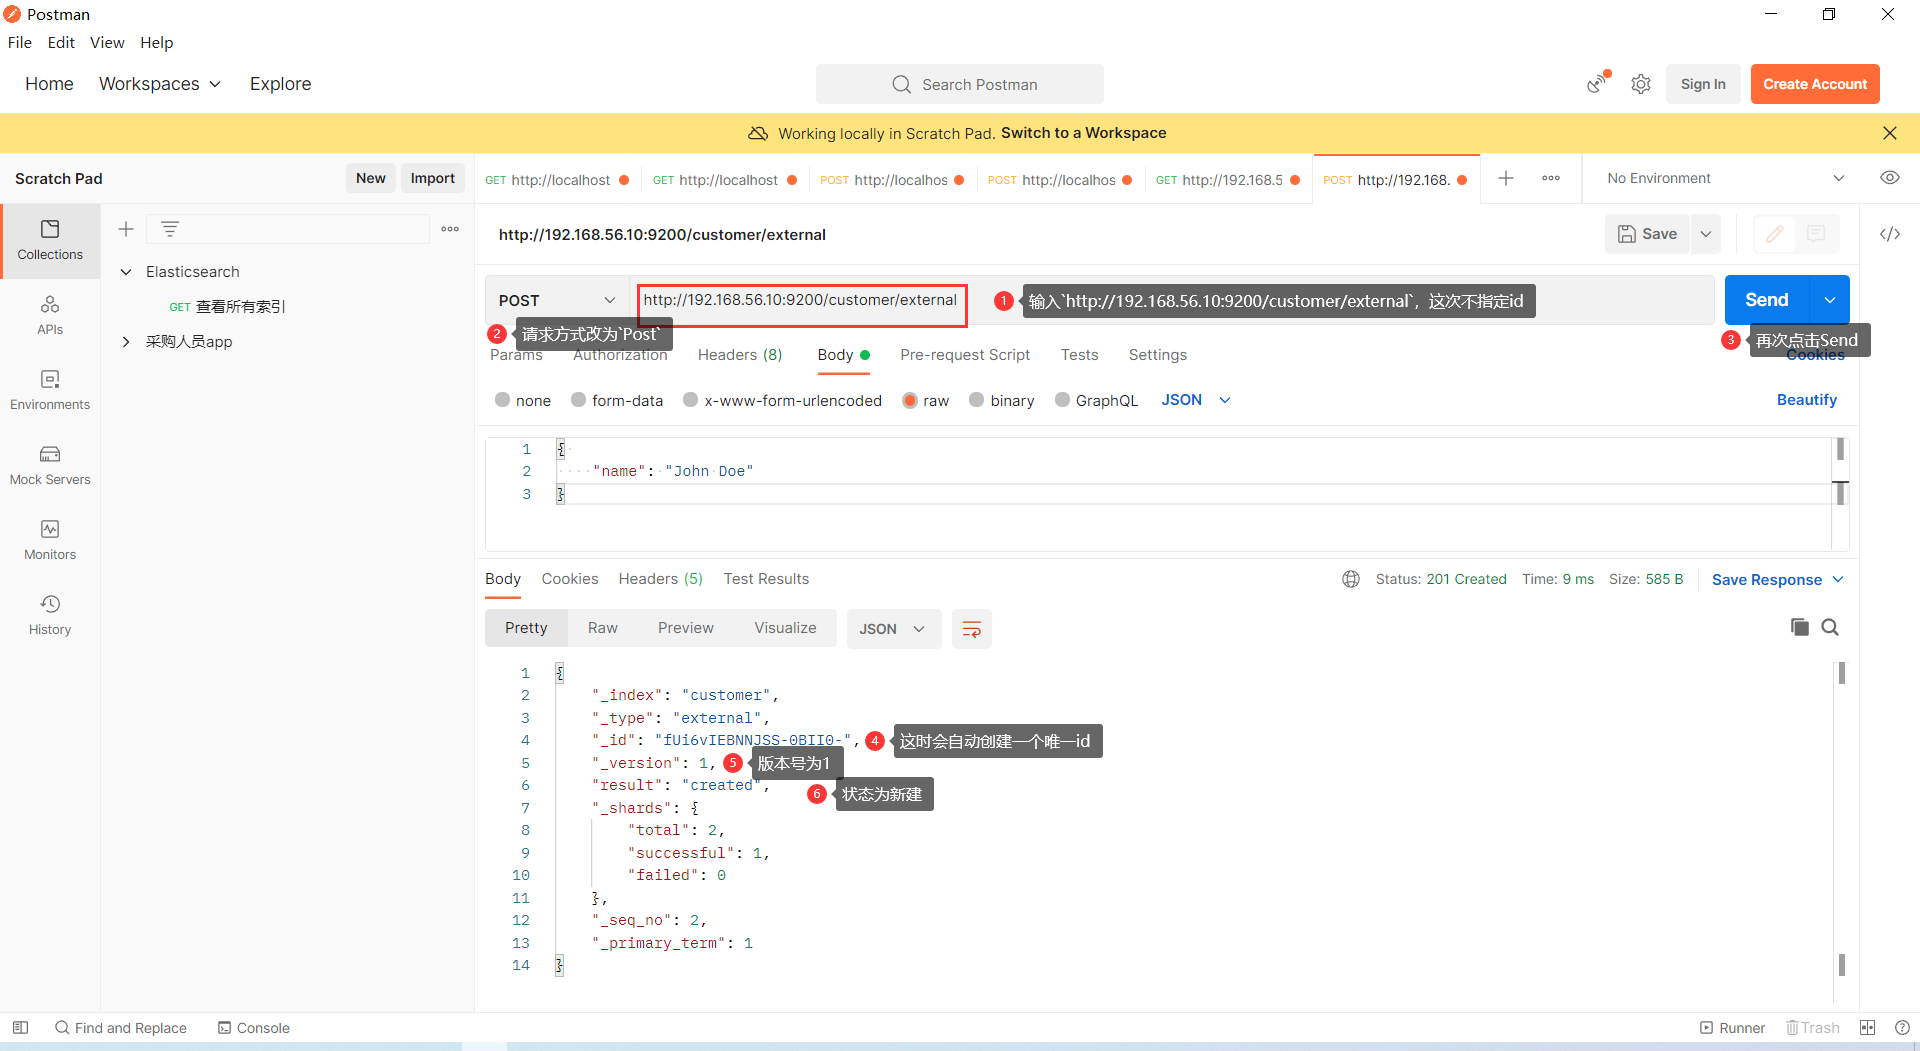 Postman
File Edit View Help
Home Workspaces Explore Search Postman Sign In Create Account
Working locally in Scratch Pad. Switch to a Workspace
Scratch Pad New Import GET http://localhost GET http://localhost POST http://localhos POST http://localhos GET http://192.168.5 POST http://192.168. No Environment
http://192.168.56.10:9200/customer/external Save
Collections
Elasticsearch
GET 查看所有索引
采购人员app
APIs
Environments
Mock Servers
Monitors
History
POST http://192.168.56.10:9200/customer/external 1 输入`http://192.168.56.10:9200/customer/external`，这次不指定id Send
2 请求方式改为`Post` 3 再次点击Send
Params Authorization Headers (8) Body Pre-request Script Tests Settings Cookies
none form-data x-www-form-urlencoded raw binary GraphQL JSON Beautify
1 {
2 "name": "John Doe"
3 }
Body Cookies Headers (5) Test Results Status: 201 Created Time: 9 ms Size: 585 B Save Response
Pretty Raw Preview Visualize JSON
1 {
2 "_index": "customer",
3 "_type": "external",
4 "_id": "fUi6vIEBNNJSS-0BII0-", 4 这时会自动创建一个唯一id
5 "_version": 1, 5 版本号为1
6 "result": "created", 6 状态为新建
7 "_shards": {
8 "total": 2,
9 "successful": 1,
10 "failed": 0
11 },
12 "_seq_no": 2,
13 "_primary_term": 1
14 }
Find and Replace Console Runner Trash